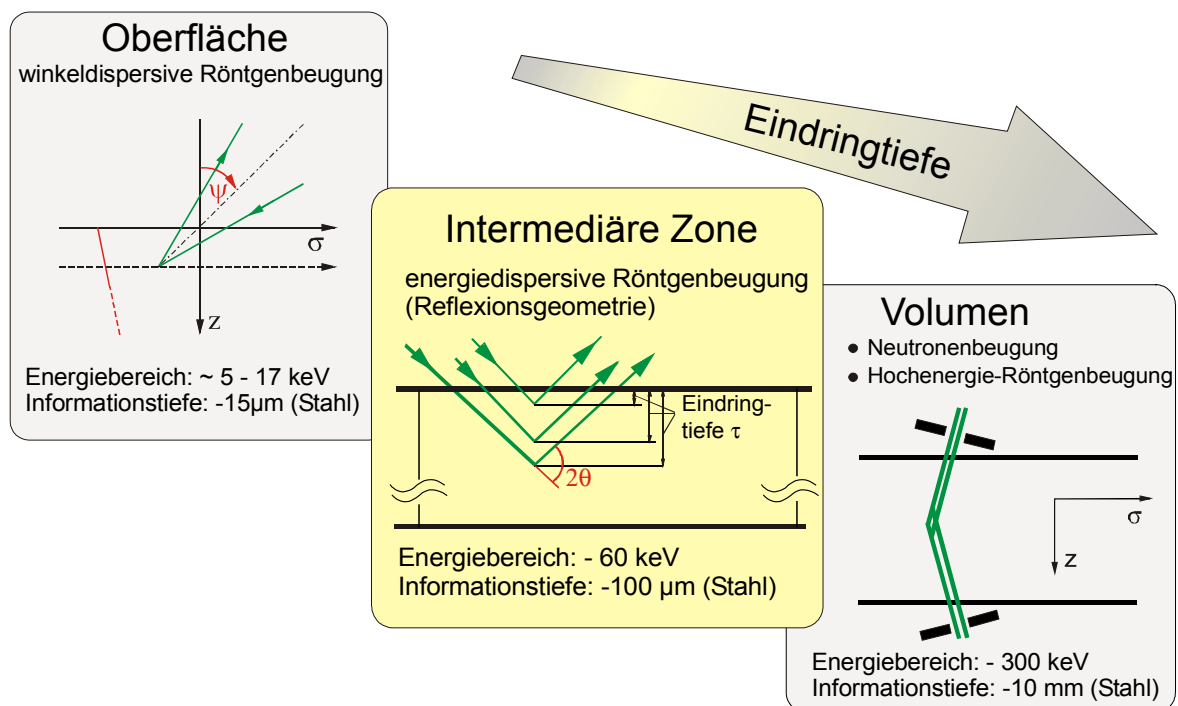 Oberfläche
winkeldispersive Röntgenbeugung
ψ
σ
z
Energiebereich: ~ 5 - 17 keV
Informationstiefe: -15µm (Stahl)
Eindringtiefe
Intermediäre Zone
energiedispersive Röntgenbeugung
(Reflexionsgeometrie)
Eindring-
tiefe τ
2θ
Energiebereich: - 60 keV
Informationstiefe: -100 µm (Stahl)
Volumen
• Neutronenbeugung
• Hochenergie-Röntgenbeugung
σ
z
Energiebereich: - 300 keV
Informationstiefe: -10 mm (Stahl)